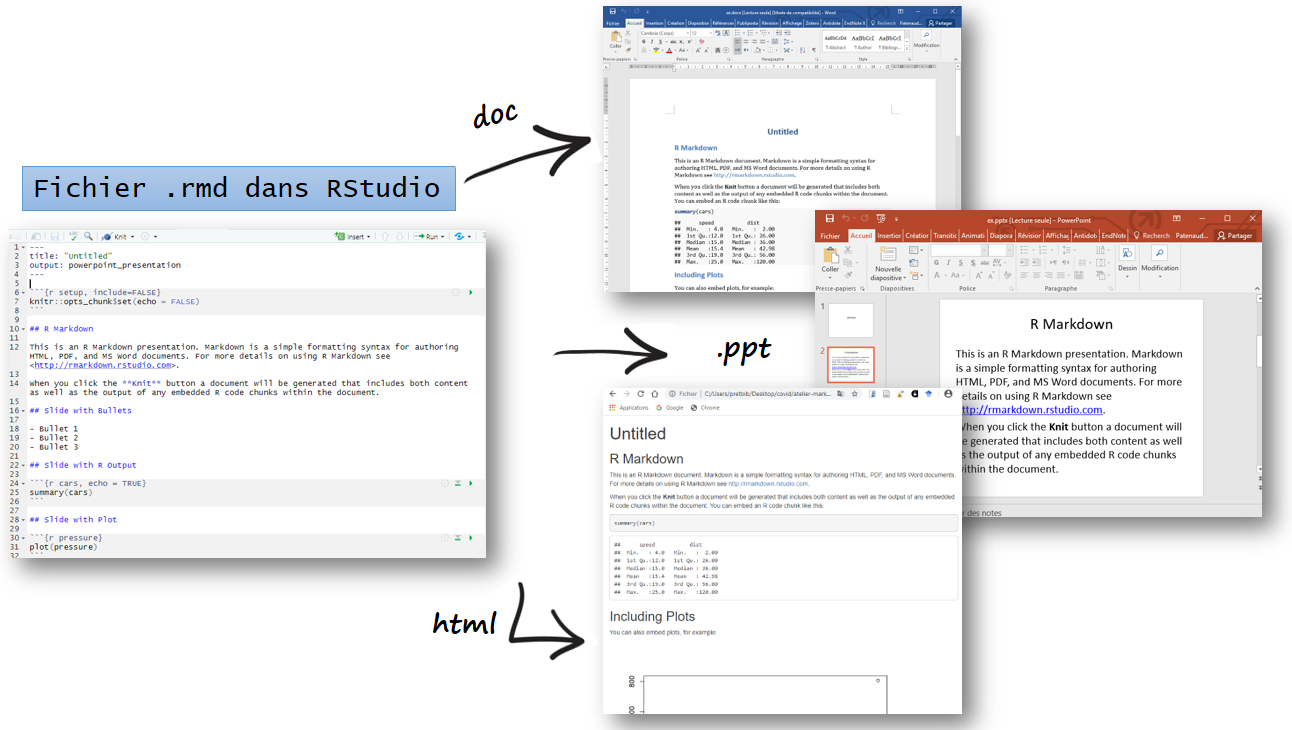 Fichier .rmd dans RStudio
doc
.ppt
html
Knit
Insert
Run
1 ---
2 title: "Untitled"
3 output: powerpoint_presentation
4 ---
5
6 ```{r setup, include=FALSE}
7 knitr::opts_chunk$set(echo = FALSE)
8 ```
9
10 ## R Markdown
11
12 This is an R Markdown presentation. Markdown is a simple formatting syntax for authoring
HTML, PDF, and MS Word documents. For more details on using R Markdown see
<http://rmarkdown.rstudio.com>.
13
14 When you click the **Knit** button a document will be generated that includes both content
as well as the output of any embedded R code chunks within the document.
15
16 ## Slide with Bullets
17
18 - Bullet 1
19 - Bullet 2
20 - Bullet 3
21
22 ## Slide with R Output
23
24 ```{r cars, echo = TRUE}
25 summary(cars)
26 ```
27
28 ## Slide with Plot
29
30 ```{r pressure}
31 plot(pressure)
32 ```
ex.docx [Lecture seule] [Mode de compatibilité] - Word
Fichier Accueil Insertion Création Disposition Références Publipostage Révision Affichage Zotero Antidote EndNote X Recherch Patenaud... Partager
Cambria (Corps) 12
AaBbCcDd AaBbCcI AaBbCcI
Coller
¶ Abstract ¶ Author ¶ Bibliogr...
Modification
Presse-papiers Police Paragraphe Style
Untitled
R Markdown
This is an R Markdown document. Markdown is a simple formatting syntax for
authoring HTML, PDF, and MS Word documents. For more details on using R
Markdown see http://rmarkdown.rstudio.com.
When you click the Knit button a document will be generated that includes both
content as well as the output of any embedded R code chunks within the document.
You can embed an R code chunk like this:
summary(cars)
## speed dist
## Min. : 4.0 Min. : 2.00
## 1st Qu.:12.0 1st Qu.: 26.00
## Median :15.0 Median : 36.00
## Mean :15.4 Mean : 42.98
## 3rd Qu.:19.0 3rd Qu.: 56.00
## Max. :25.0 Max. :120.00
Including Plots
You can also embed plots, for example:
ex.pptx [Lecture seule] - PowerPoint
Fichier Accueil Insertion Création Transiti Animati Diapora Révisior Affichag Antidob EndNote Recherch Patenaud... Partager
Coller
Nouvelle
diapositive
G I S abc
Dessin Modification
Presse-papiers Diapositives Police Paragraphe
1
2
R Markdown
This is an R Markdown presentation. Markdown
is a simple formatting syntax for authoring
HTML, PDF, and MS Word documents. For more
details on using R Markdown see
http://rmarkdown.rstudio.com.
When you click the Knit button a document will
be generated that includes both content as well
as the output of any embedded R code chunks
within the document.
r des notes
Fichier C:/Users/pretbib/Desktop/covid/atelier-mark...
Applications Google Chrome
Untitled
R Markdown
This is an R Markdown document. Markdown is a simple formatting syntax for authoring HTML, PDF, and MS Word documents.
For more details on using R Markdown see http://rmarkdown.rstudio.com.
When you click the Knit button a document will be generated that includes both content as well as the output of any embedded
R code chunks within the document. You can embed an R code chunk like this:
summary(cars)
## speed dist
## Min. : 4.0 Min. : 2.00
## 1st Qu.:12.0 1st Qu.: 26.00
## Median :15.0 Median : 36.00
## Mean :15.4 Mean : 42.98
## 3rd Qu.:19.0 3rd Qu.: 56.00
## Max. :25.0 Max. :120.00
Including Plots
You can also embed plots, for example:
800